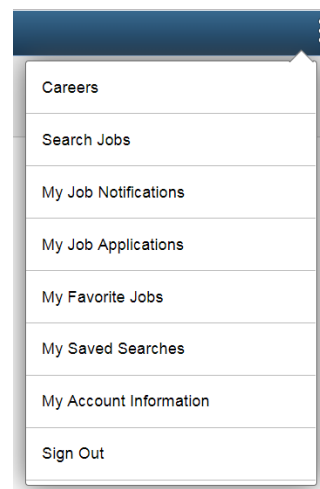 Careers
Search Jobs
My Job Notifications
My Job Applications
My Favorite Jobs
My Saved Searches
My Account Information
Sign Out